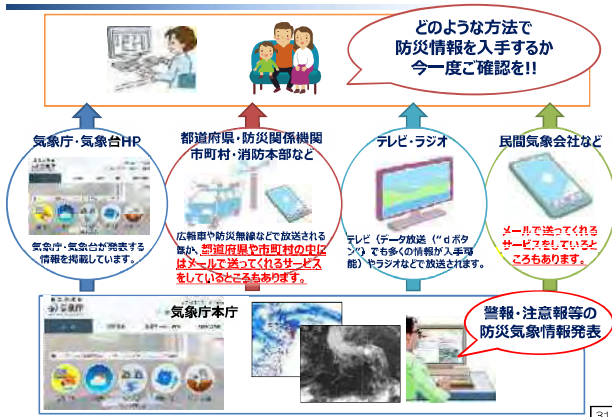 どのような方法で
防災情報を入手するか
今一度ご確認を!!
気象庁・気象台HP
気象庁・気象台が発表する
情報を掲載しています。
都道府県・防災関係機関
市町村・消防本部など
広報車や防災無線などで放送される
ほか、都道府県や市町村の中に
はメールで送ってくれるサービス
をしているところもあります。
テレビ・ラジオ
テレビ（データ放送（“ｄボタ
ン”）でも多くの情報が入手可
能）やラジオなどで放送されます。
民間気象会社など
メールで送ってくれる
サービスをしていると
ころもあります。
気象庁本庁
気象庁
警報・注意報等の
防災気象情報発表
31